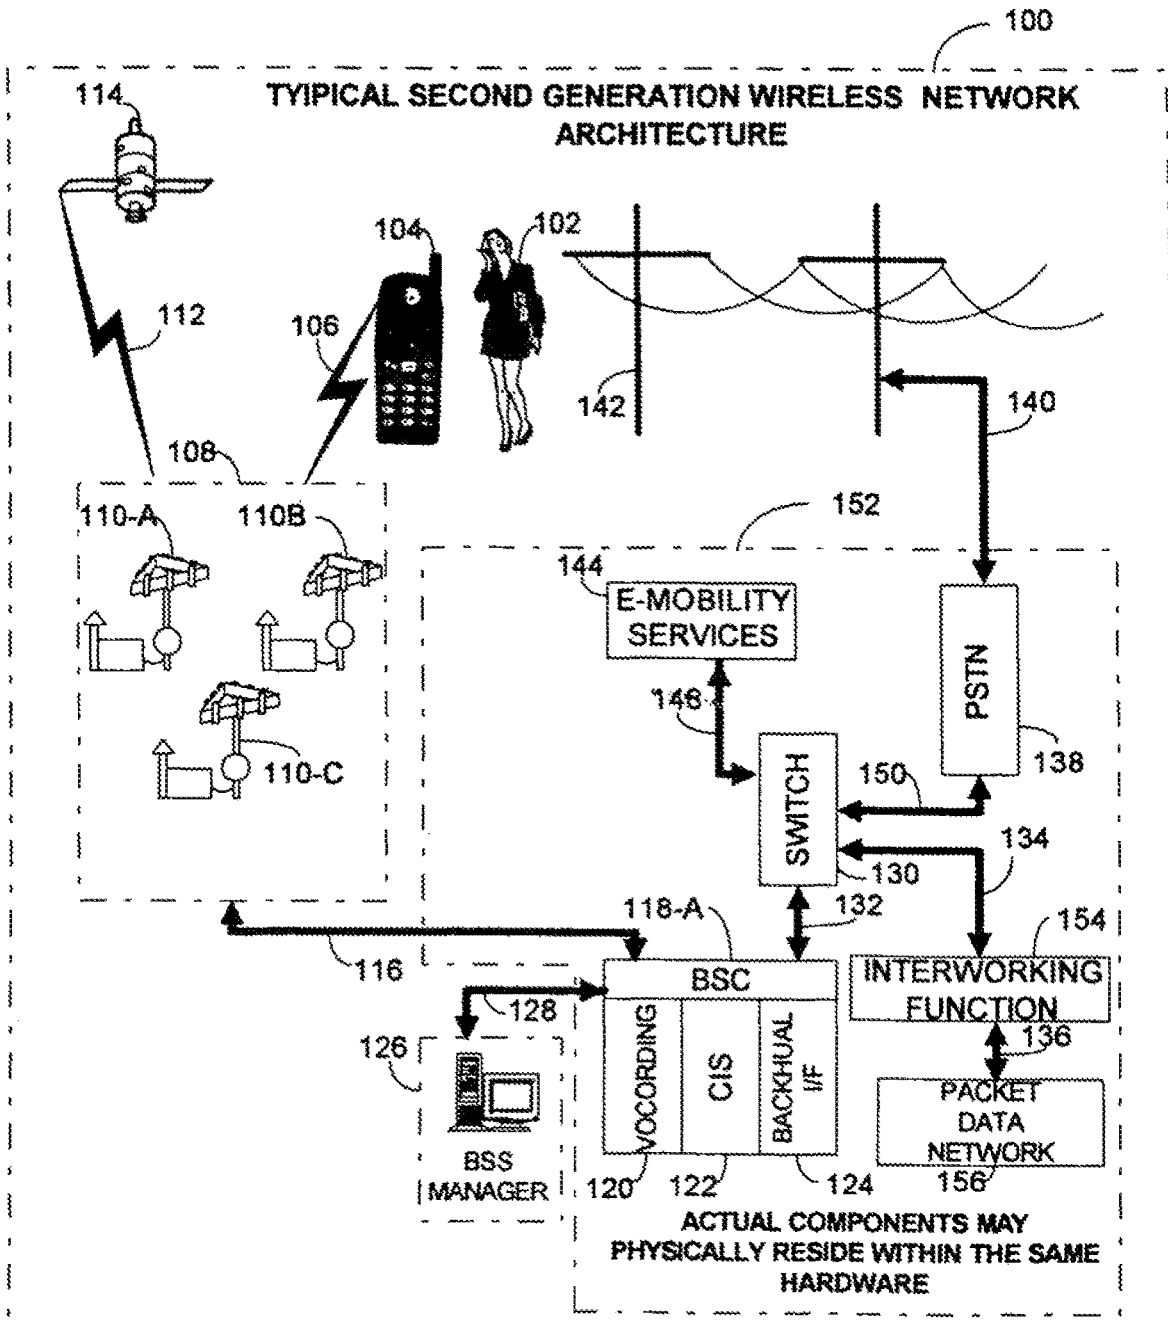 100
TYIPICAL SECOND GENERATION WIRELESS NETWORK
ARCHITECTURE
114
104
102
112
106
142
140
108
110-A
110B
110-C
152
144
E-MOBILITY
SERVICES
146
PSTN
138
SWITCH
150
130
134
132
118-A
116
154
BSC
INTERWORKING
FUNCTION
128
136
126
VOCORDING
CIS
BACKHUAL
I/F
PACKET
DATA
NETWORK
BSS
MANAGER
120
122
124
156
ACTUAL COMPONENTS MAY
PHYSICALLY RESIDE WITHIN THE SAME
HARDWARE